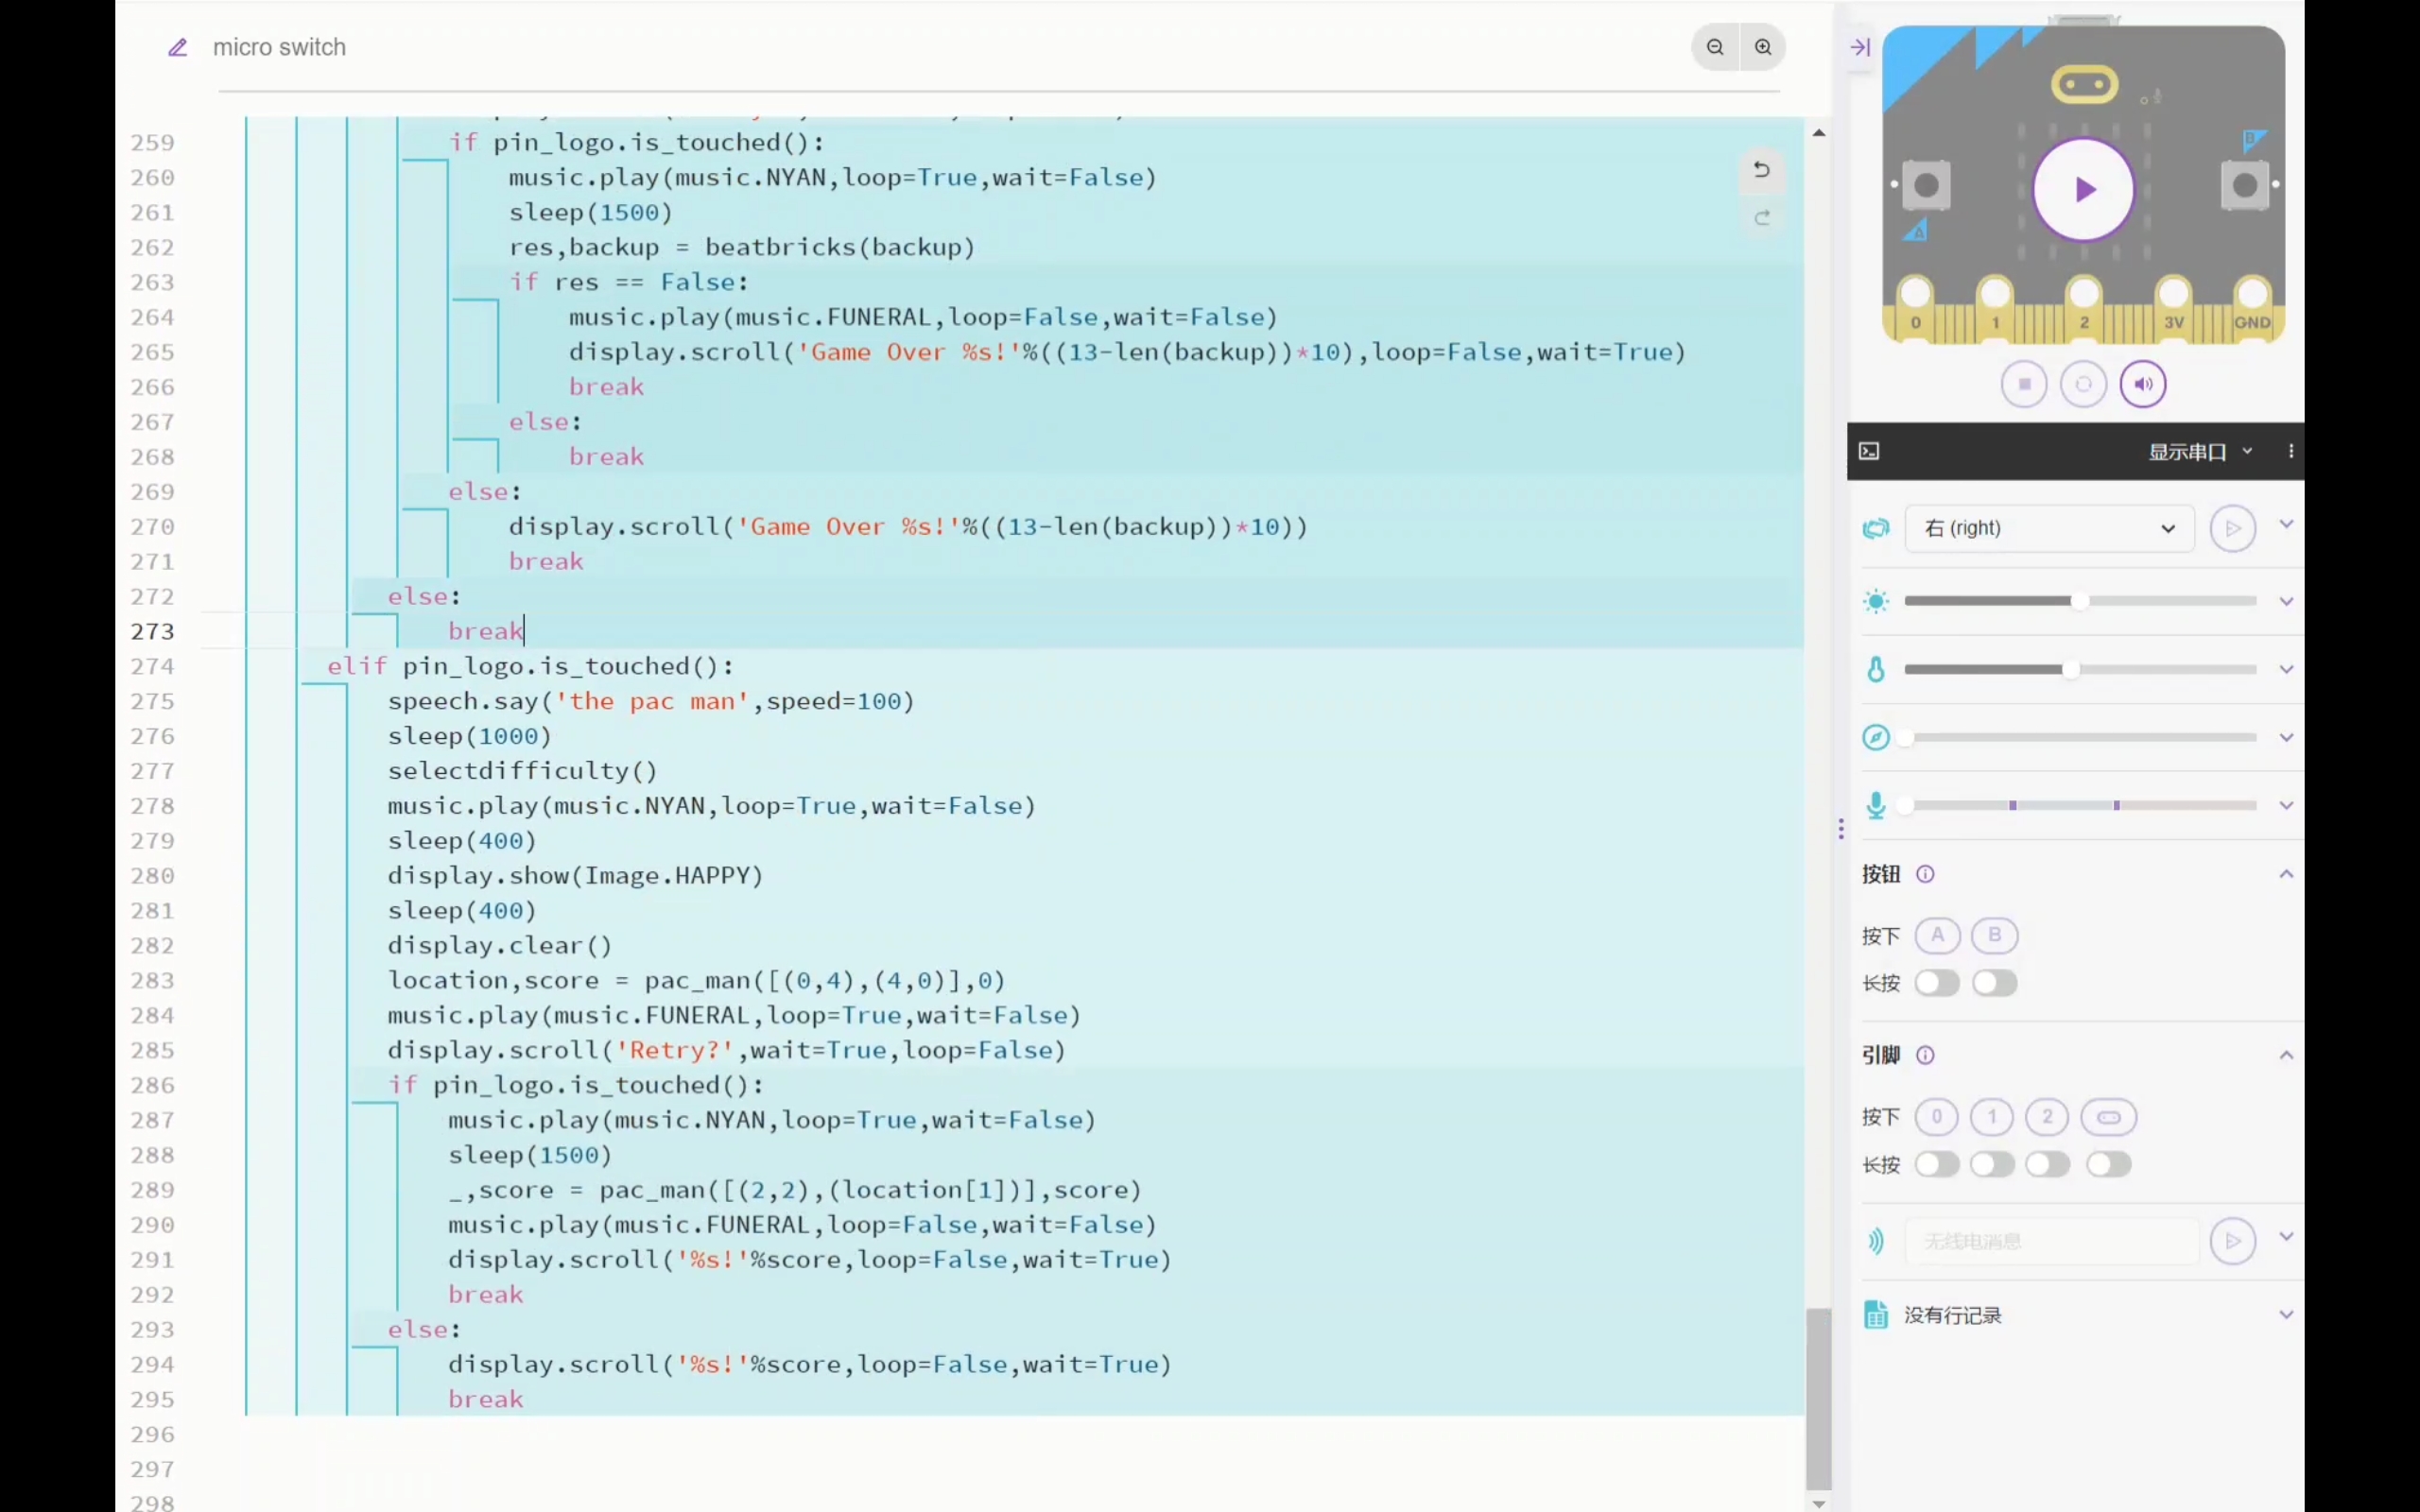 micro switch
259 if pin_logo.is_touched():
260 music.play(music.NYAN,loop=True,wait=False)
261 sleep(1500)
262 res,backup = beatbricks(backup)
263 if res == False:
264 music.play(music.FUNERAL,loop=False,wait=False)
265 display.scroll('Game Over %s!'%((13-len(backup))*10),loop=False,wait=True)
266 break
267 else:
268 break
269 else:
270 display.scroll('Game Over %s!'%((13-len(backup))*10))
271 break
272 else:
273 break
274 elif pin_logo.is_touched():
275 speech.say('the pac man',speed=100)
276 sleep(1000)
277 selectdifficulty()
278 music.play(music.NYAN,loop=True,wait=False)
279 sleep(400)
280 display.show(Image.HAPPY)
281 sleep(400)
282 display.clear()
283 location,score = pac_man([(0,4),(4,0)],0)
284 music.play(music.FUNERAL,loop=True,wait=False)
285 display.scroll('Retry?',wait=True,loop=False)
286 if pin_logo.is_touched():
287 music.play(music.NYAN,loop=True,wait=False)
288 sleep(1500)
289 _,score = pac_man([(2,2),(location[1])],score)
290 music.play(music.FUNERAL,loop=False,wait=False)
291 display.scroll('%s!'%score,loop=False,wait=True)
292 break
293 else:
294 display.scroll('%s!'%score,loop=False,wait=True)
295 break
296
297
298
B
A
0 1 2 3V GND
显示串口
右 (right)
按钮
按下 A B
长按
引脚
按下 0 1 2
长按
无线电消息
没有行记录